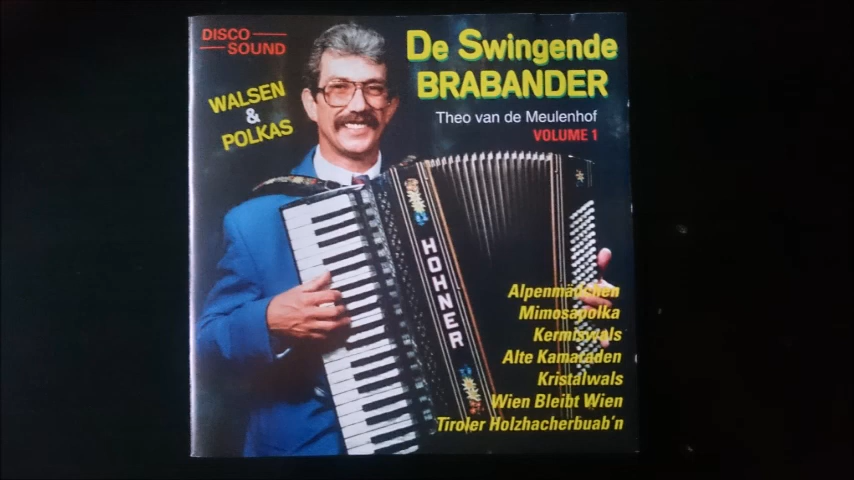 DISCO
SOUND
WALSEN
&
POLKAS
De Swingende
BRABANDER
Theo van de Meulenhof
VOLUME 1
HOHNER
Alpenmädchen
Mimosapolka
Kermiswals
Alte Kamaraden
Kristalwals
Wien Bleibt Wien
Tiroler Holzhacherbuab'n